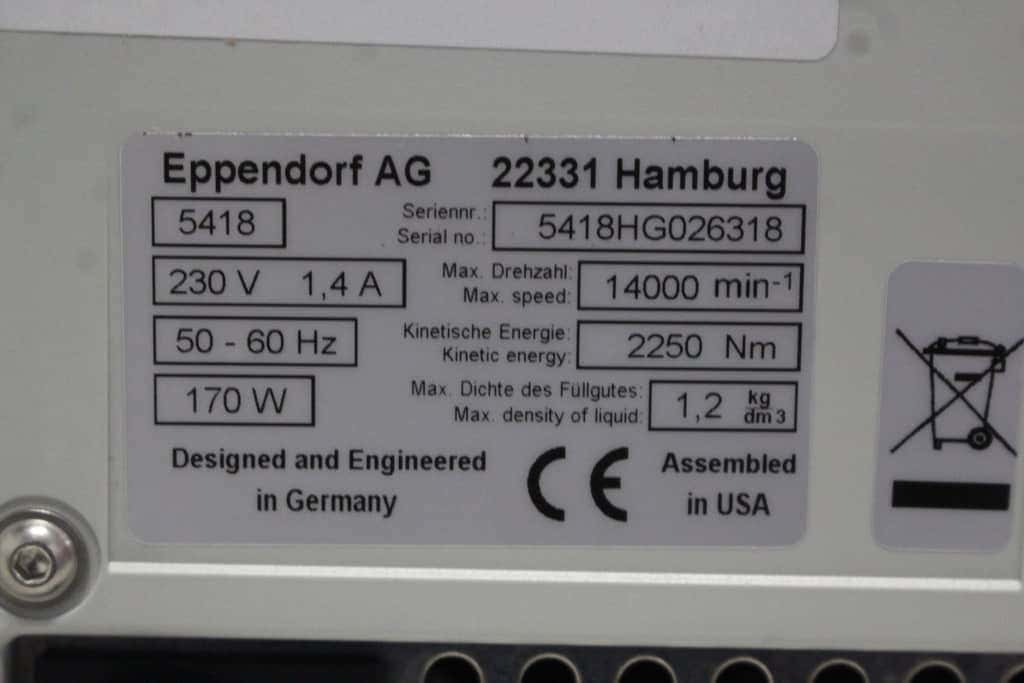 Eppendorf AG 22331 Hamburg
5418
Seriennr.:
Serial no.:
5418HG026318
230 V 1,4 A
Max. Drehzahl:
Max. speed:
14000 min-1
50 - 60 Hz
Kinetische Energie:
Kinetic energy:
2250 Nm
170 W
Max. Dichte des Füllgutes:
Max. density of liquid:
1,2 kg
dm3
Designed and Engineered
in Germany
CE
Assembled
in USA